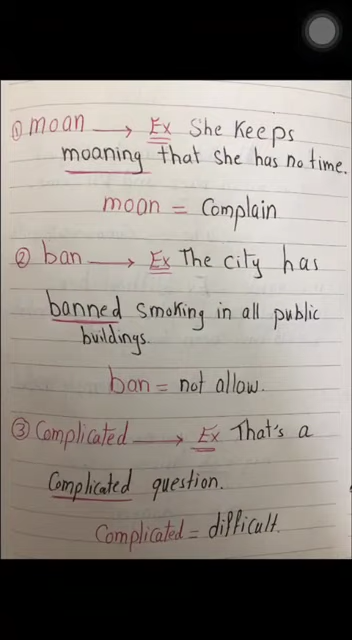 ① moan → Ex She Keeps
moaning that she has no time.
moan = Complain
② ban → Ex The city has
banned smoking in all public
buildings.
ban = not allow.
③ Complicated → Ex That's a
Complicated question.
Complicated = difficult.